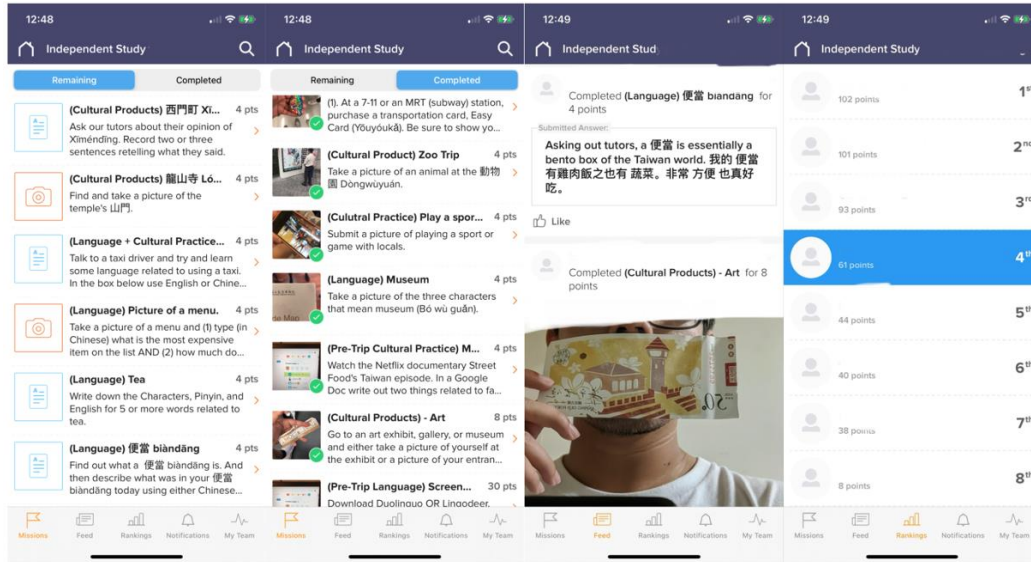 12:48
Independent Study
Remaining
Completed
(Cultural Products) 西門町 Xī... 4 pts
Ask our tutors about their opinion of
Xīméndīng. Record two or three
sentences retelling what they said.
(Cultural Products) 龍山寺 Ló... 4 pts
Find and take a picture of the
temple's 山門.
(Language + Cultural Practice... 4 pts
Talk to a taxi driver and try and learn
some language related to using a taxi.
In the box below use English or Chine...
(Language) Picture of a menu. 4 pts
Take a picture of a menu and (1) type (in
Chinese) what is the most expensive
item on the list AND (2) how much do...
(Language) Tea 4 pts
Write down the Characters, Pinyin, and
English for 5 or more words related to
tea.
(Language) 便當 biàndāng 4 pts
Find out what a 便當 biàndāng is. And
then describe what was in your 便當
biàndāng today using either Chinese...
Missions
Feed
Rankings
Notifications
My Team
12:48
Independent Study
Remaining
Completed
(1). At a 7-11 or an MRT (subway) station,
purchase a transportation card, Easy
Card (Yōuyóukǎ). Be sure to show yo...
(Cultural Product) Zoo Trip 4 pts
Take a picture of an animal at the 動物
園 Dòngwùyuán.
(Culutral Practice) Play a spor... 4 pts
Submit a picture of playing a sport or
game with locals.
(Language) Museum 4 pts
Take a picture of the three characters
that mean museum (Bó wù guǎn).
(Pre-Trip Cultural Practice) M... 4 pts
Watch the Netflix documentary Street
Food's Taiwan episode. In a Google
Doc write out two things related to fa...
(Cultural Products) - Art 8 pts
Go to an art exhibit, gallery, or museum
and either take a picture of yourself at
the exhibit or a picture of your entran...
(Pre-Trip Language) Screen... 30 pts
Download Duolingo OR Lingodeer,
Missions
Feed
Rankings
Notifications
My Team
12:49
Independent Stud
Completed (Language) 便當 biandang for
4 points
Submitted Answer:
Asking out tutors, a 便當 is essentially a
bento box of the Taiwan world. 我的 便當
有雞肉飯之也有 蔬菜。非常 方便 也真好
吃。
Like
Completed (Cultural Products) - Art for 8
points
Missions
Feed
Rankings
Notifications
My Team
12:49
Independent Study
102 points 1st
101 points 2nd
93 points 3rd
61 points 4th
44 points 5th
40 points 6th
38 points 7th
8 points 8th
Missions
Feed
Rankings
Notifications
My Team